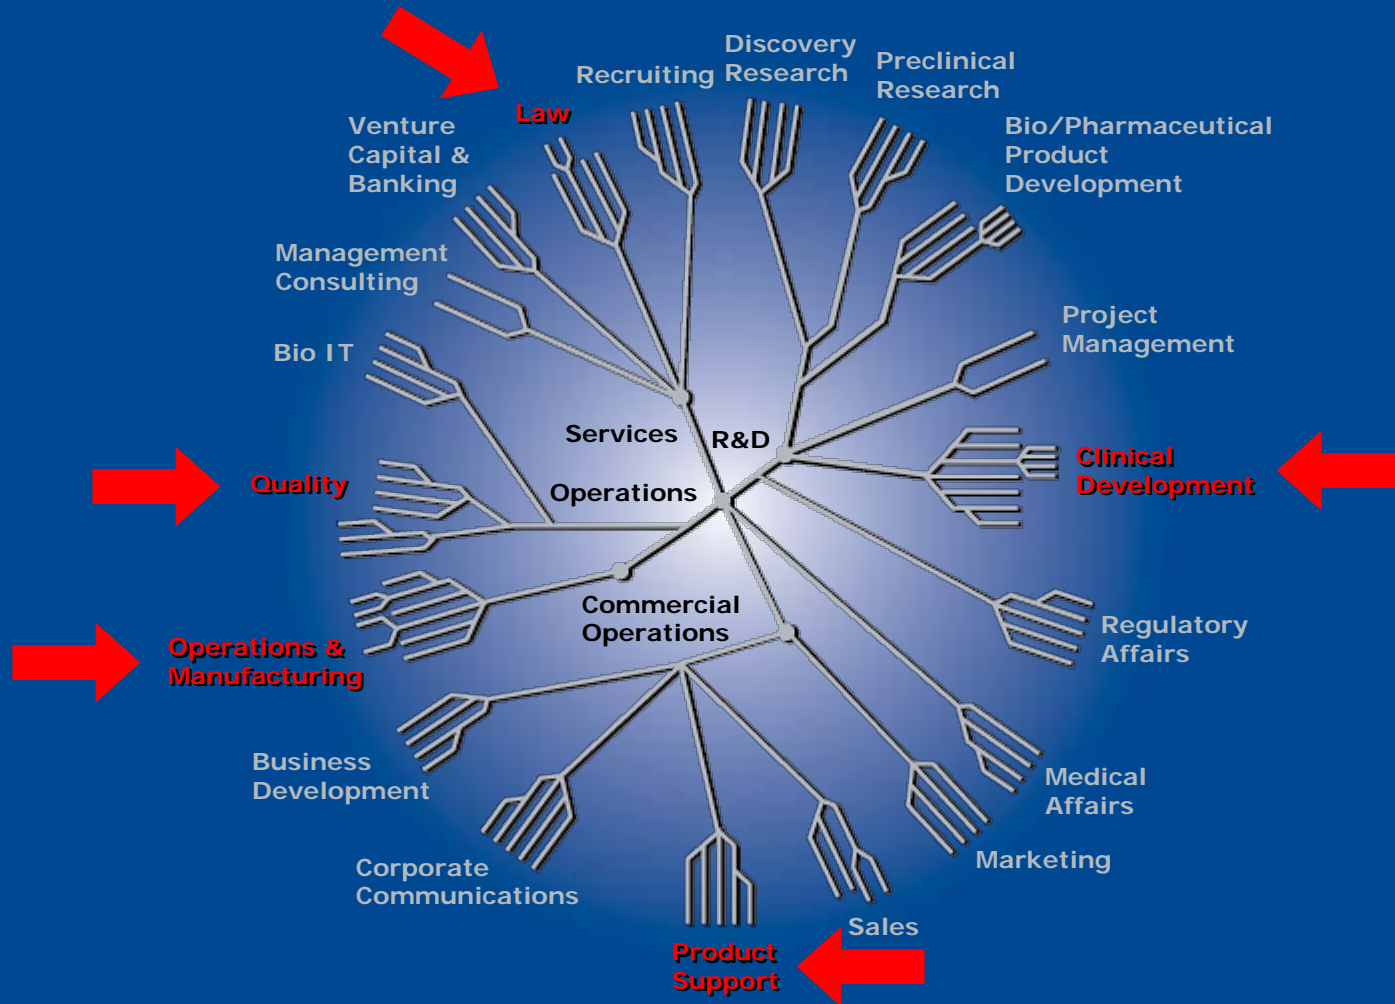 Discovery
Research
Recruiting
Preclinical
Research
Law
Venture
Capital &
Banking
Bio/Pharmaceutical
Product
Development
Management
Consulting
Project
Management
Bio IT
Services
R&D
Clinical
Development
Quality
Operations
Commercial
Operations
Regulatory
Affairs
Operations &
Manufacturing
Business
Development
Medical
Affairs
Corporate
Communications
Marketing
Sales
Product
Support